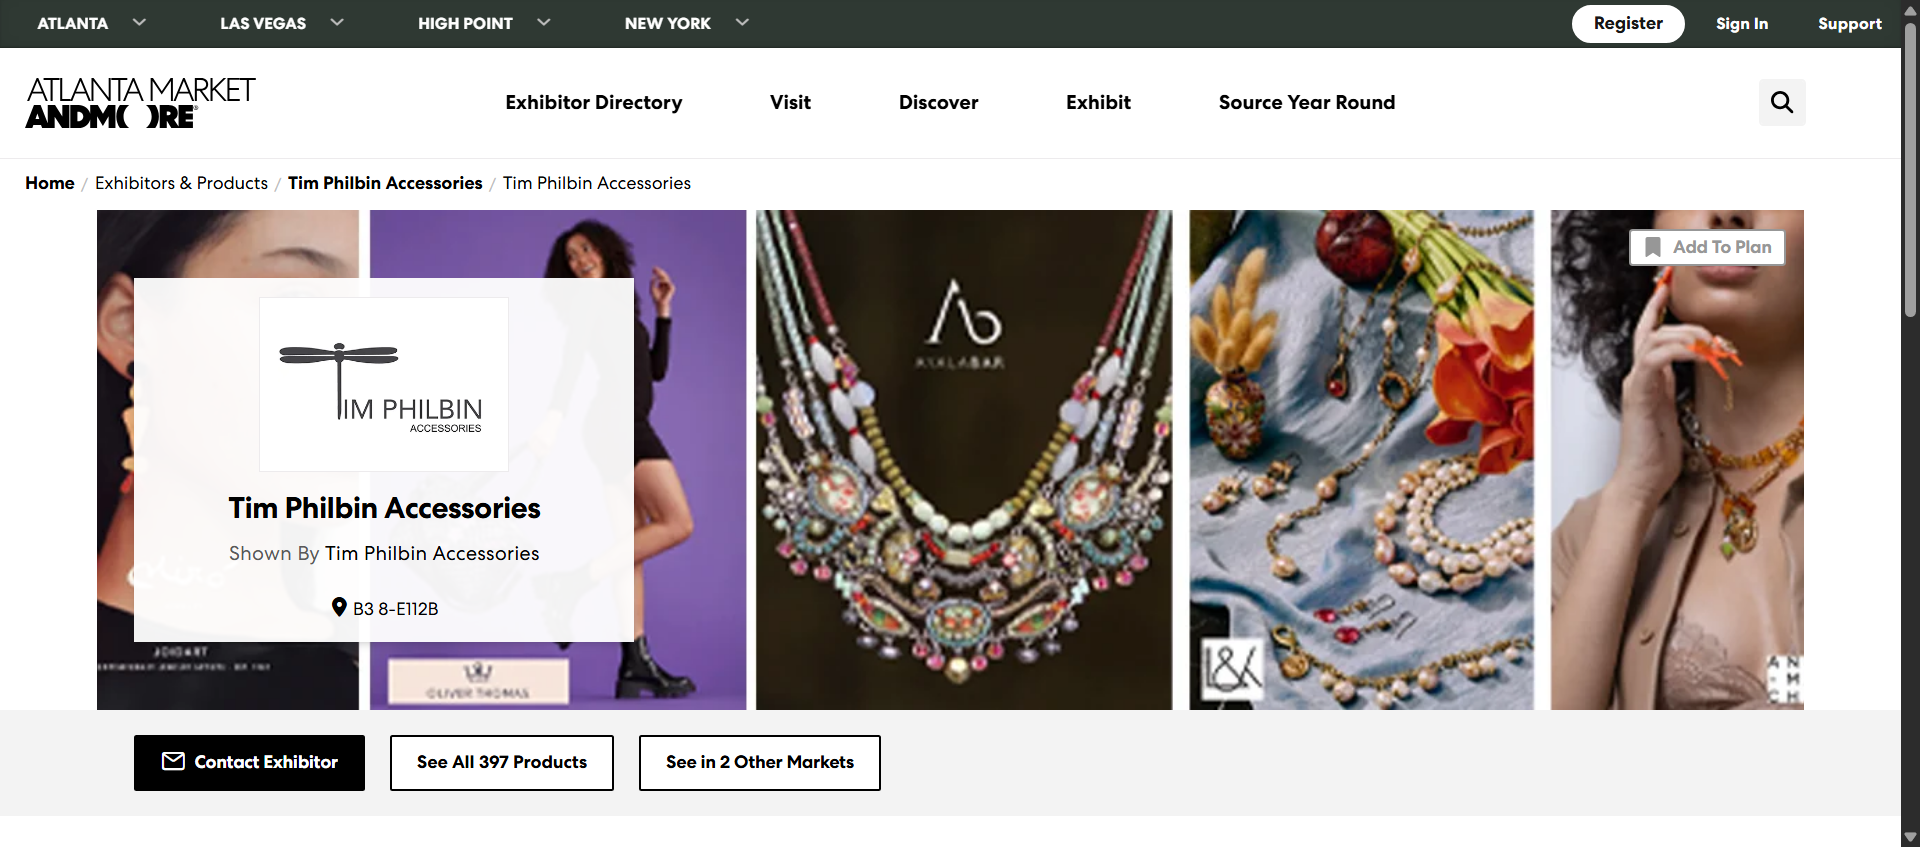 ATLANTA
LAS VEGAS
HIGH POINT
NEW YORK
Register
Sign In
Support
ATLANTA MARKET
ANDMORE
Exhibitor Directory
Visit
Discover
Exhibit
Source Year Round
Home / Exhibitors & Products / Tim Philbin Accessories / Tim Philbin Accessories
Add To Plan
TIM PHILBIN
ACCESSORIES
Tim Philbin Accessories
Shown By Tim Philbin Accessories
B3 8-E112B
JOIDART
OLIVER THOMAS
AYALABAR
L&K
Contact Exhibitor
See All 397 Products
See in 2 Other Markets